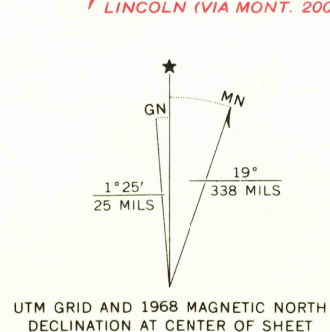 LINCOLN (VIA MONT. 200
★
GN
MN
1°25'
25 MILS
19°
338 MILS
UTM GRID AND 1968 MAGNETIC NORTH
DECLINATION AT CENTER OF SHEET